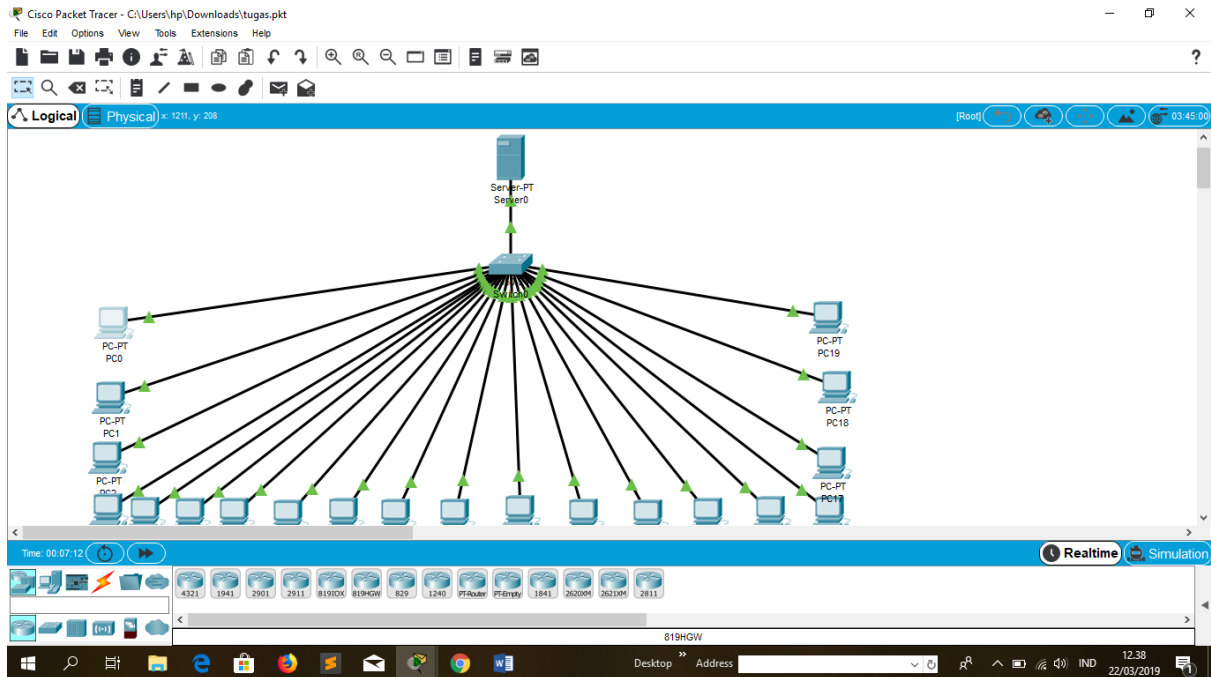 Cisco Packet Tracer - C:\Users\hp\Downloads\tugas.pkt
File Edit Options View Tools Extensions Help
?
Logical Physical x: 1211, y: 208 [Root] 03:45:00
Server-PT
Server0
Switch0
PC-PT
PC0
PC-PT
PC19
PC-PT
PC1
PC-PT
PC18
PC-PT
PC2
PC-PT
PC17
Time: 00:07:12 Realtime Simulation
4321 1941 2901 2911 819IOX 819HGW 829 1240 PT-Router PT-Empty 1841 2620XM 2621XM 2811
819HGW
Desktop » Address IND 12.38
22/03/2019